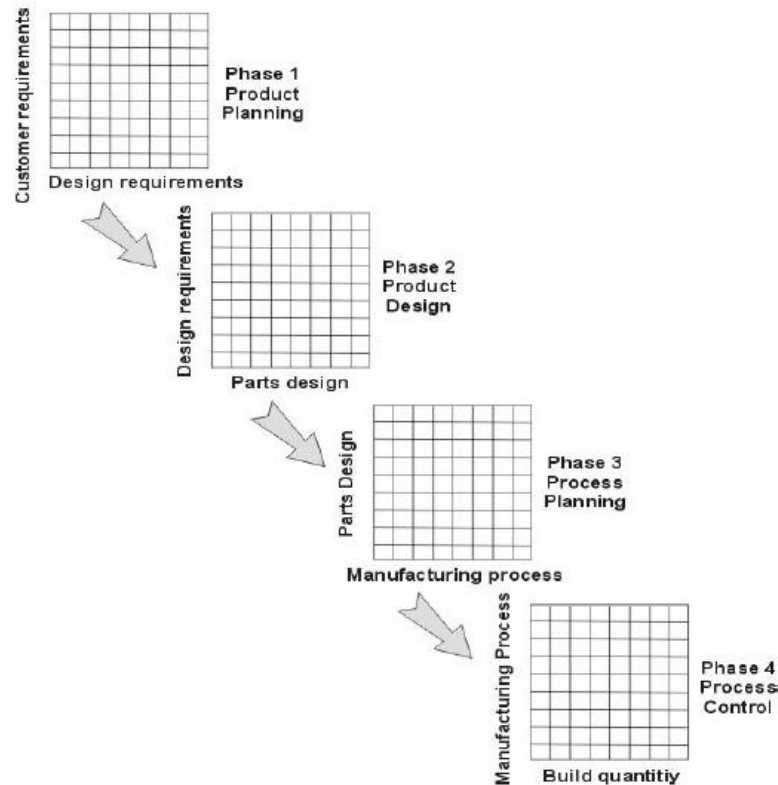 Customer requirements
Phase 1
Product
Planning
Design requirements
Design requirements
Phase 2
Product
Design
Parts design
Parts Design
Phase 3
Process
Planning
Manufacturing process
Manufacturing Process
Phase 4
Process
Control
Build quantitiy